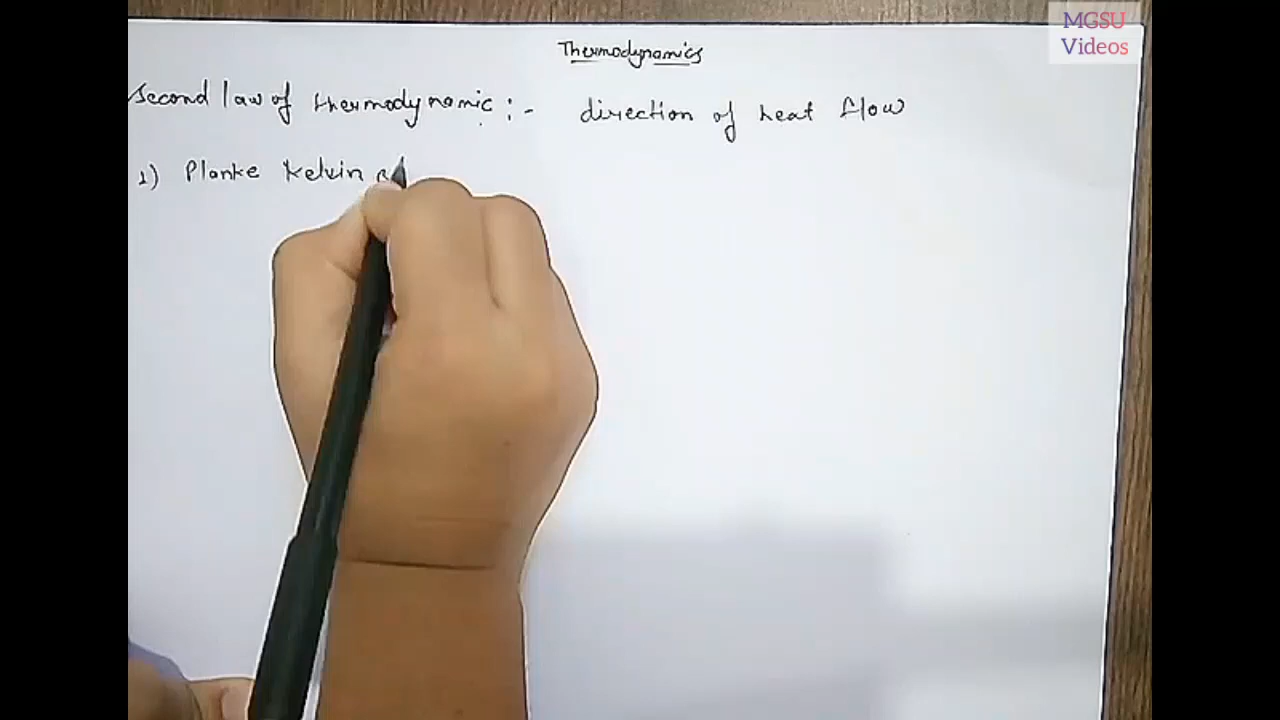 MGSU
Videos
Thermodynamics
Second law of thermodynamic :- direction of heat flow
1) Planke Kelvin